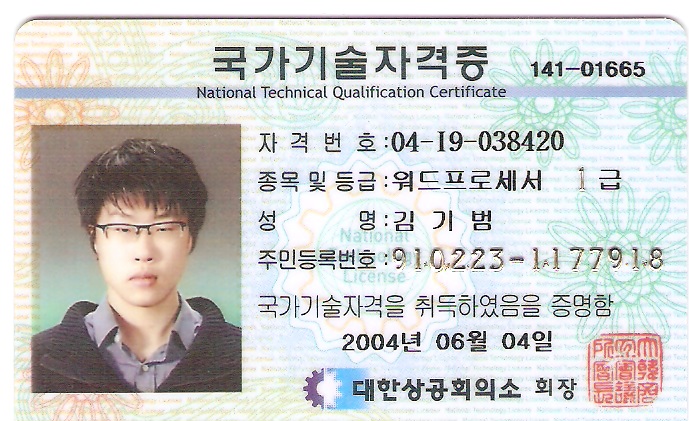 국가기술자격증 141-01665
National Technical Qualification Certificate
자 격 번 호 :04-I9-038420
종목 및 등급 :워드프로세서 1 급
성 명 :김 기 범
주민등록번호 :910223-1177918
국가기술자격을 취득하였음을 증명함
2004년 06월 04일
대한상공회의소 회장
National
License